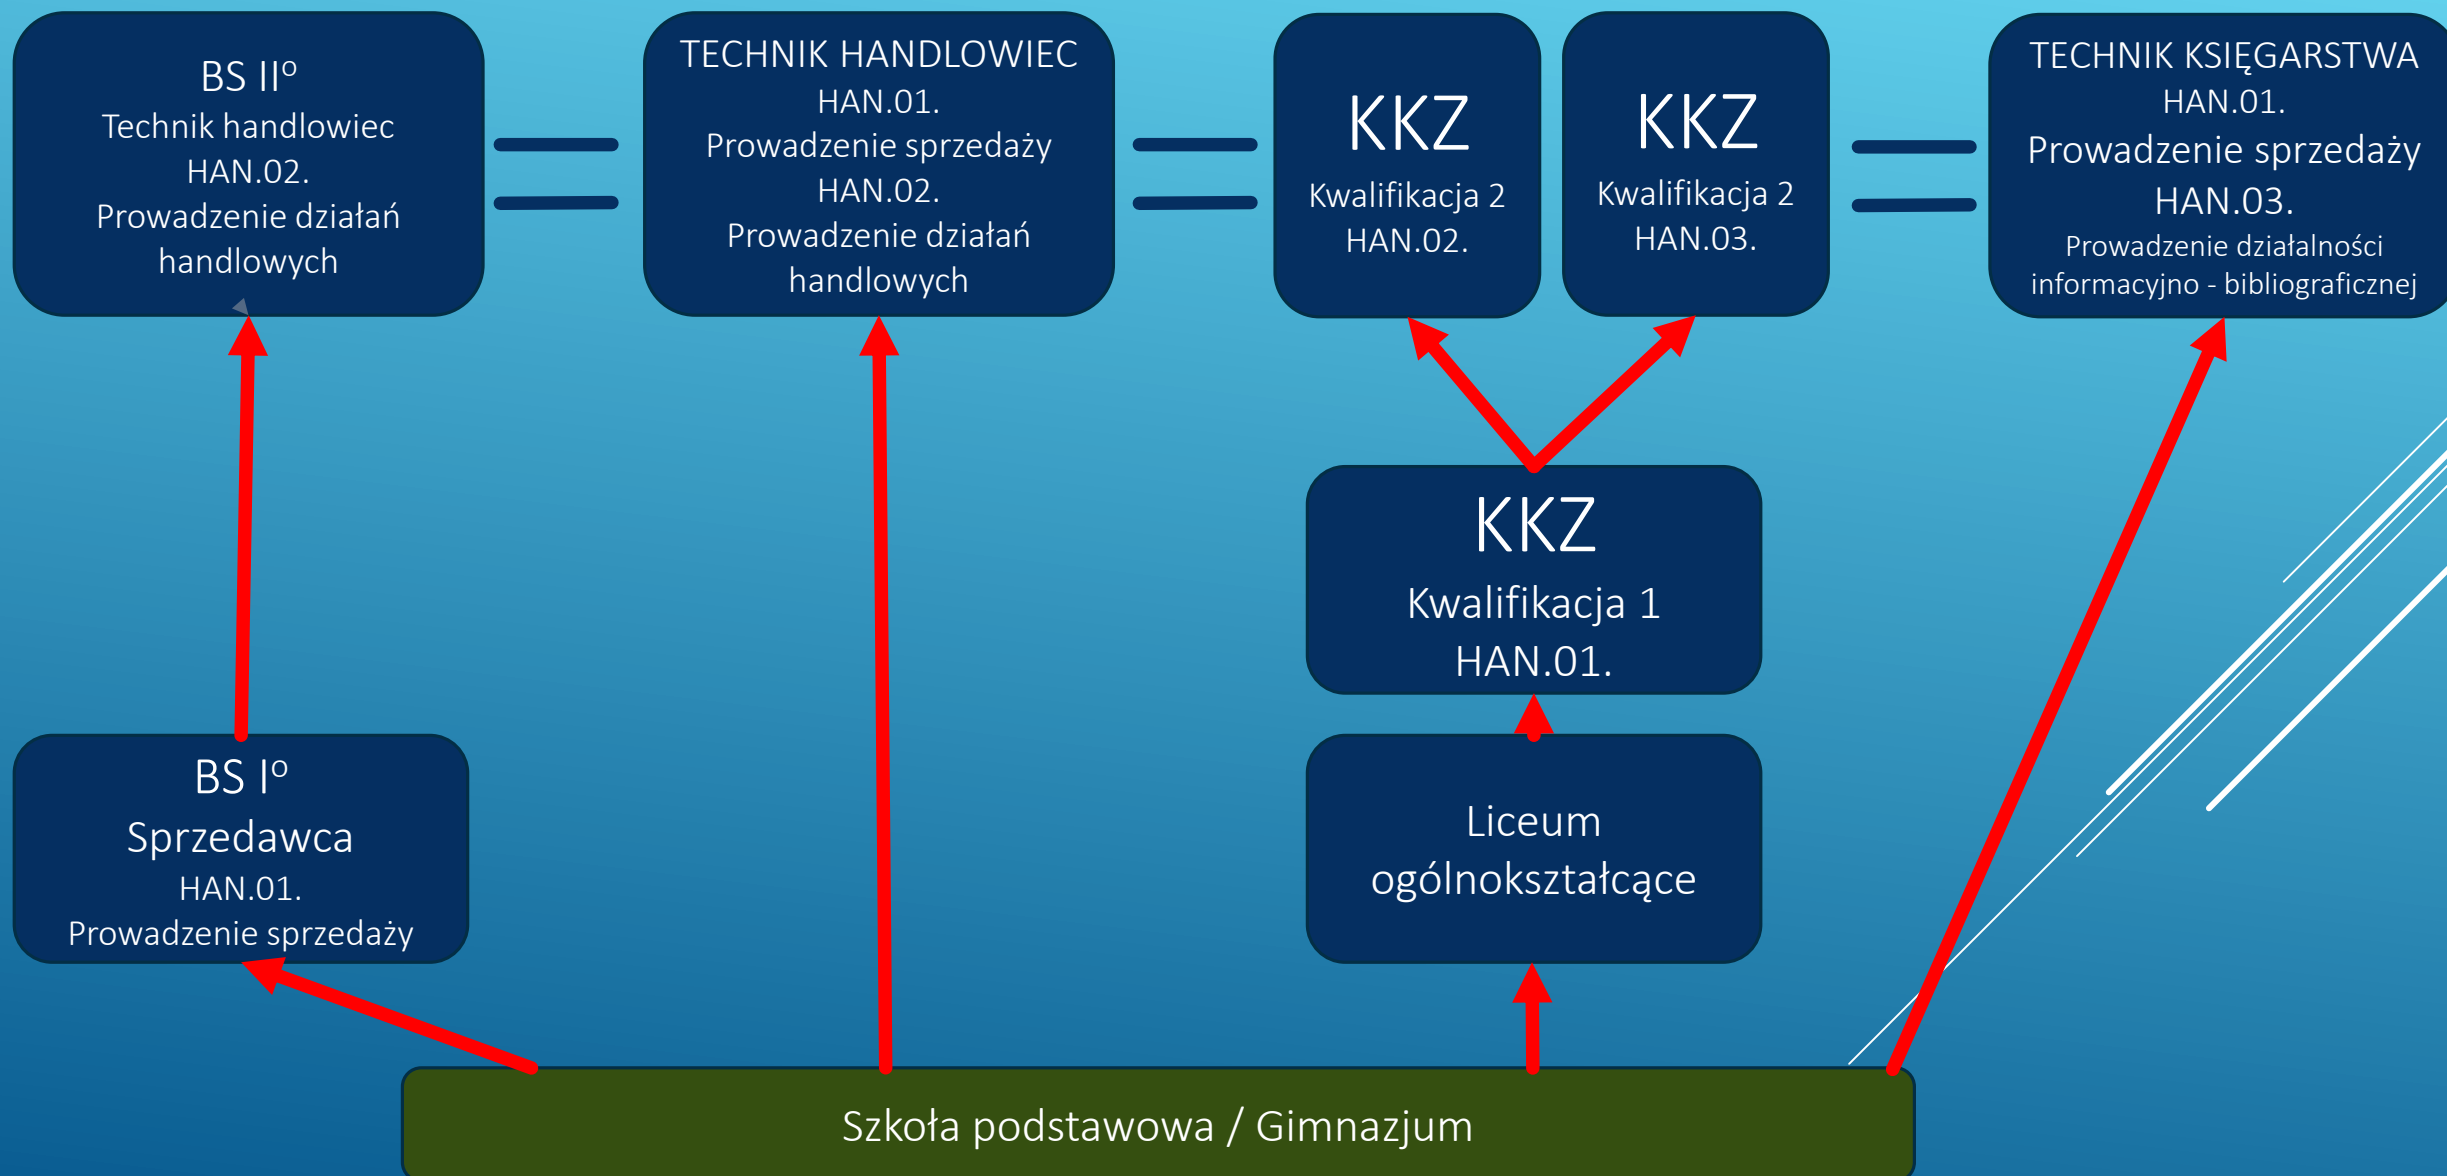 BS IIº
Technik handlowiec
HAN.02.
Prowadzenie działań
handlowych
TECHNIK HANDLOWIEC
HAN.01.
Prowadzenie sprzedaży
HAN.02.
Prowadzenie działań
handlowych
KKZ
Kwalifikacja 2
HAN.02.
KKZ
Kwalifikacja 2
HAN.03.
TECHNIK KSIĘGARSTWA
HAN.01.
Prowadzenie sprzedaży
HAN.03.
Prowadzenie działalności
informacyjno - bibliograficznej
KKZ
Kwalifikacja 1
HAN.01.
BS Iº
Sprzedawca
HAN.01.
Prowadzenie sprzedaży
Liceum
ogólnokształcące
Szkoła podstawowa / Gimnazjum